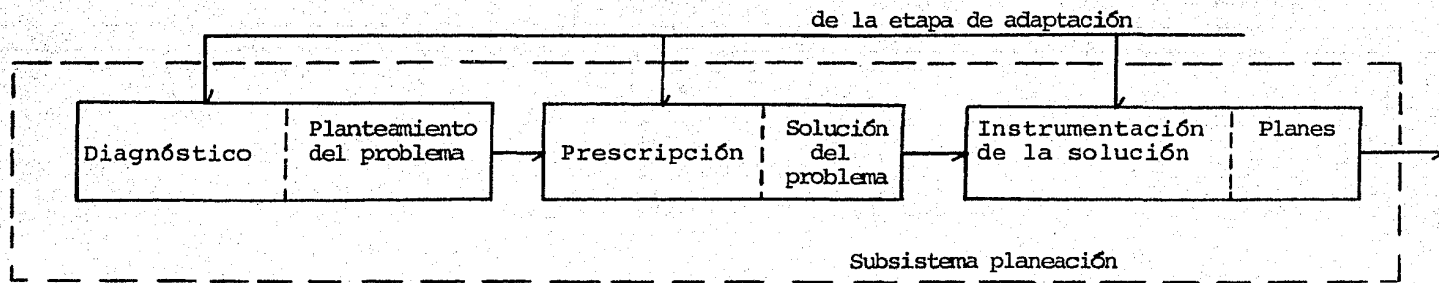 de la etapa de adaptación
Diagnóstico
Planteamiento
del problema
Prescripción
Solución
del
problema
Instrumentación
de la solución
Planes
Subsistema planeación